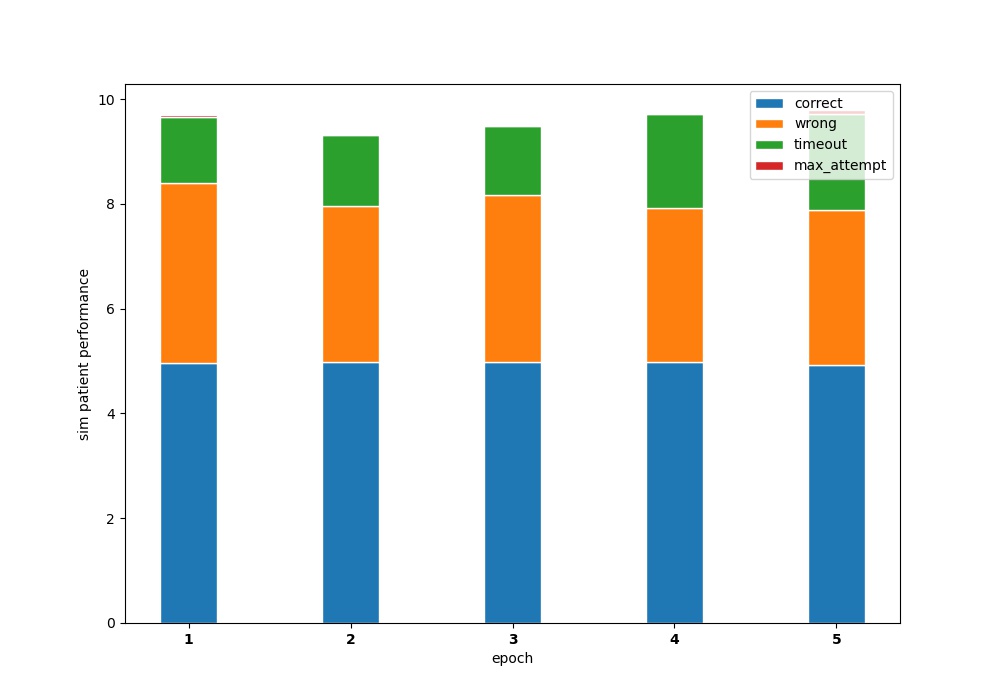 correct
wrong
timeout
max_attempt
sim patient performance
10
8
6
4
2
0
1 2 3 4 5
epoch